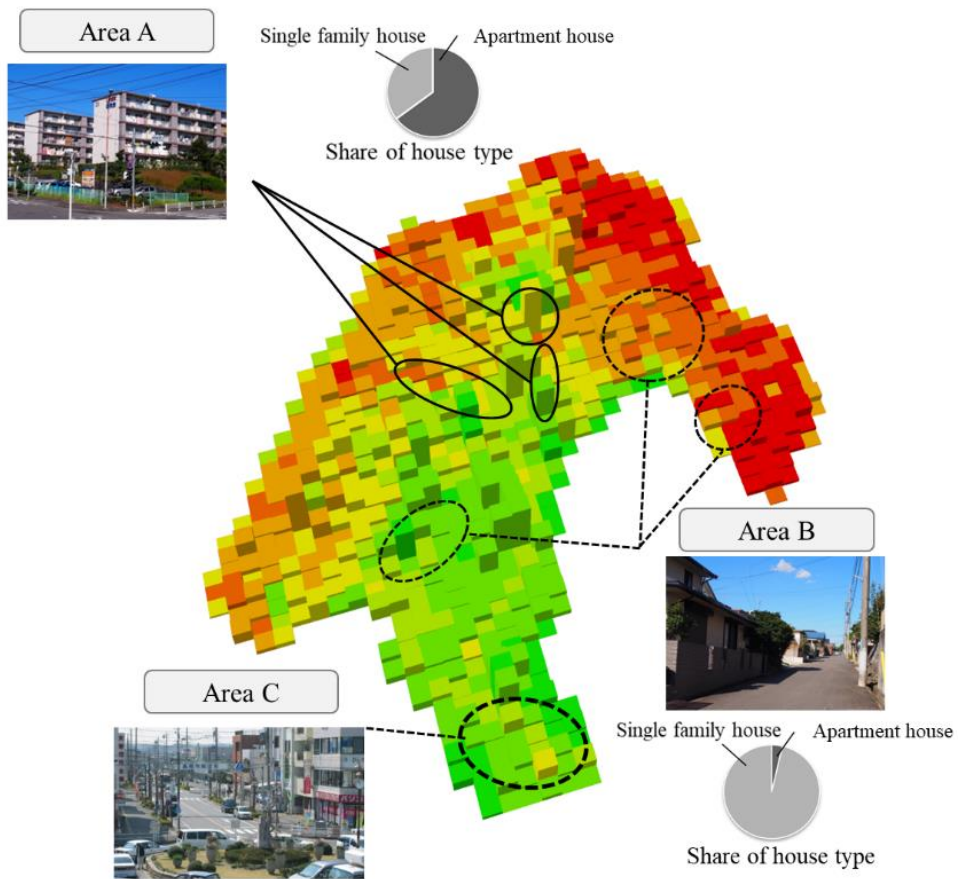 Area A
Single family house
Apartment house
Share of house type
Area B
Area C
Single family house
Apartment house
Share of house type